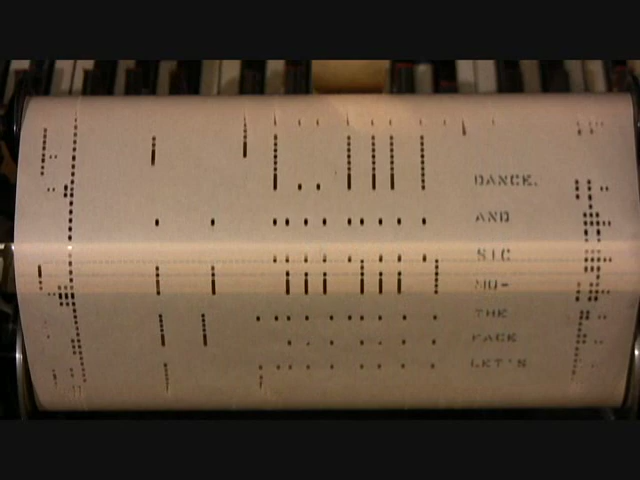 DANCE.
AND
SIC
MU-
THE
FACE
LET'S